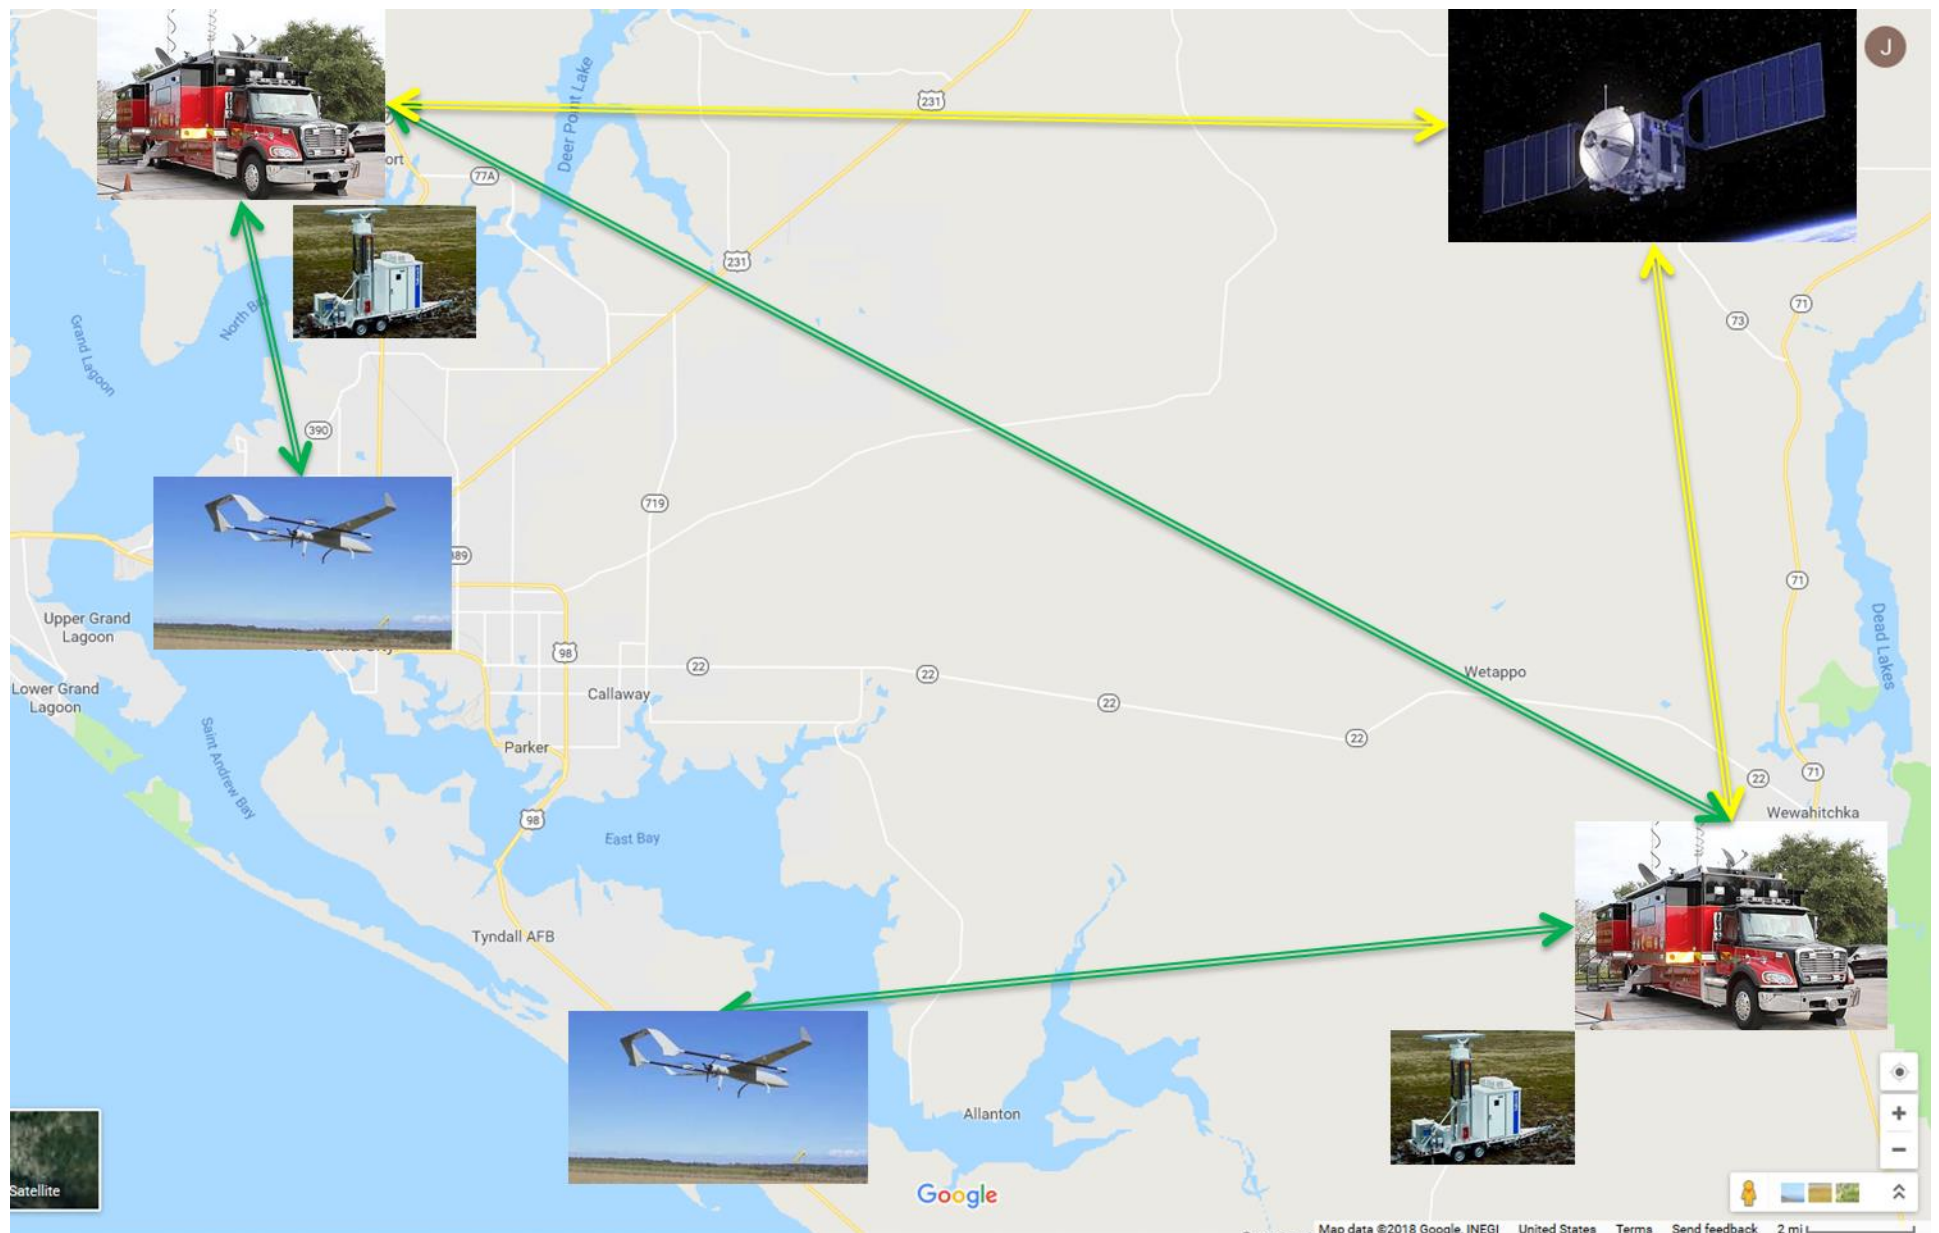 J
Deer Point Lake
231
ort
77A
231
North Bay
Grand Lagoon
71
73
390
719
389
71
Upper Grand
Lagoon
98
Dead Lakes
22
22
Wetappo
Lower Grand
Lagoon
Callaway
22
22
Saint Andrew Bay
Parker
22
71
98
Wewahitchka
East Bay
Tyndall AFB
Allanton
Satellite
Google
Map data ©2018 Google, INEGI United States Terms Send feedback 2 mi